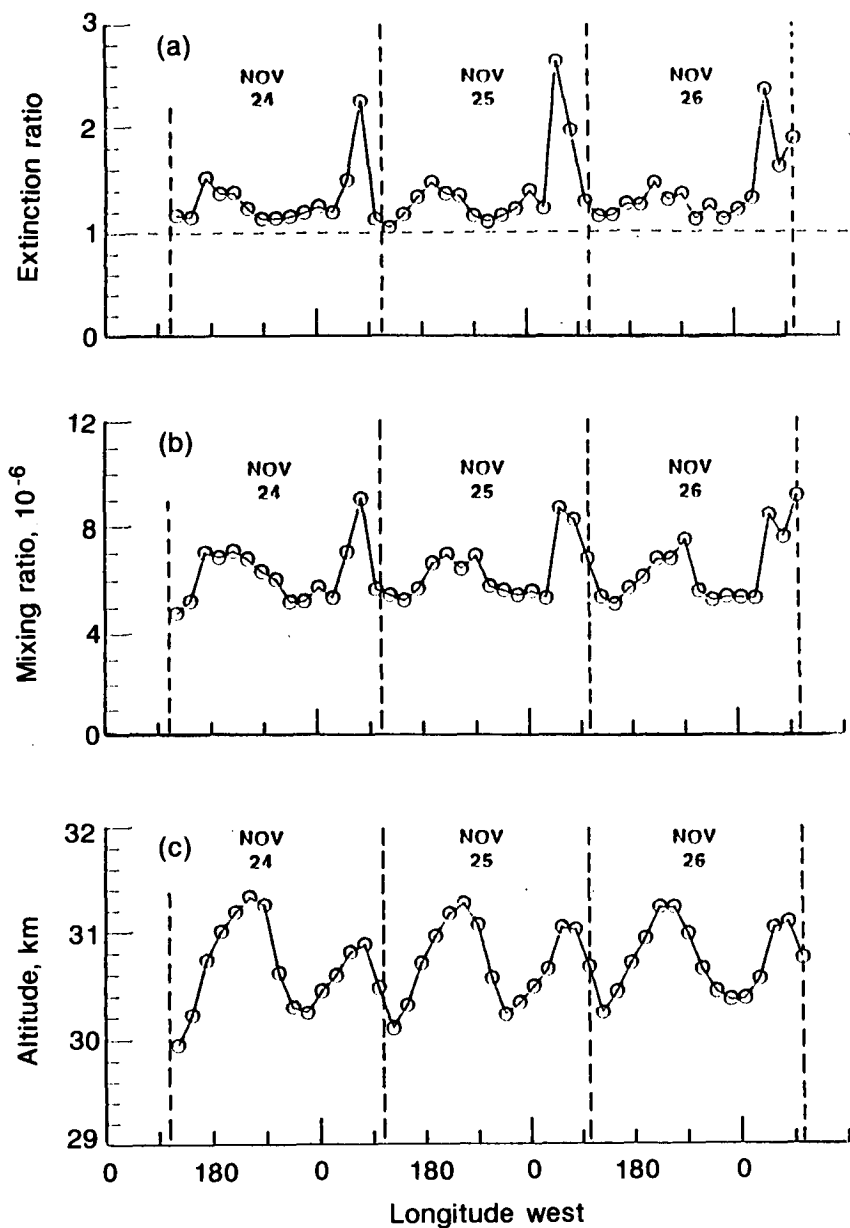 (a)
Extinction ratio
3
2
1
0
NOV
24
NOV
25
NOV
26
(b)
Mixing ratio, 10⁻⁶
12
8
4
0
NOV
24
NOV
25
NOV
26
(c)
Altitude, km
32
31
30
29
NOV
24
NOV
25
NOV
26
0 180 0 180 0 180 0
Longitude west